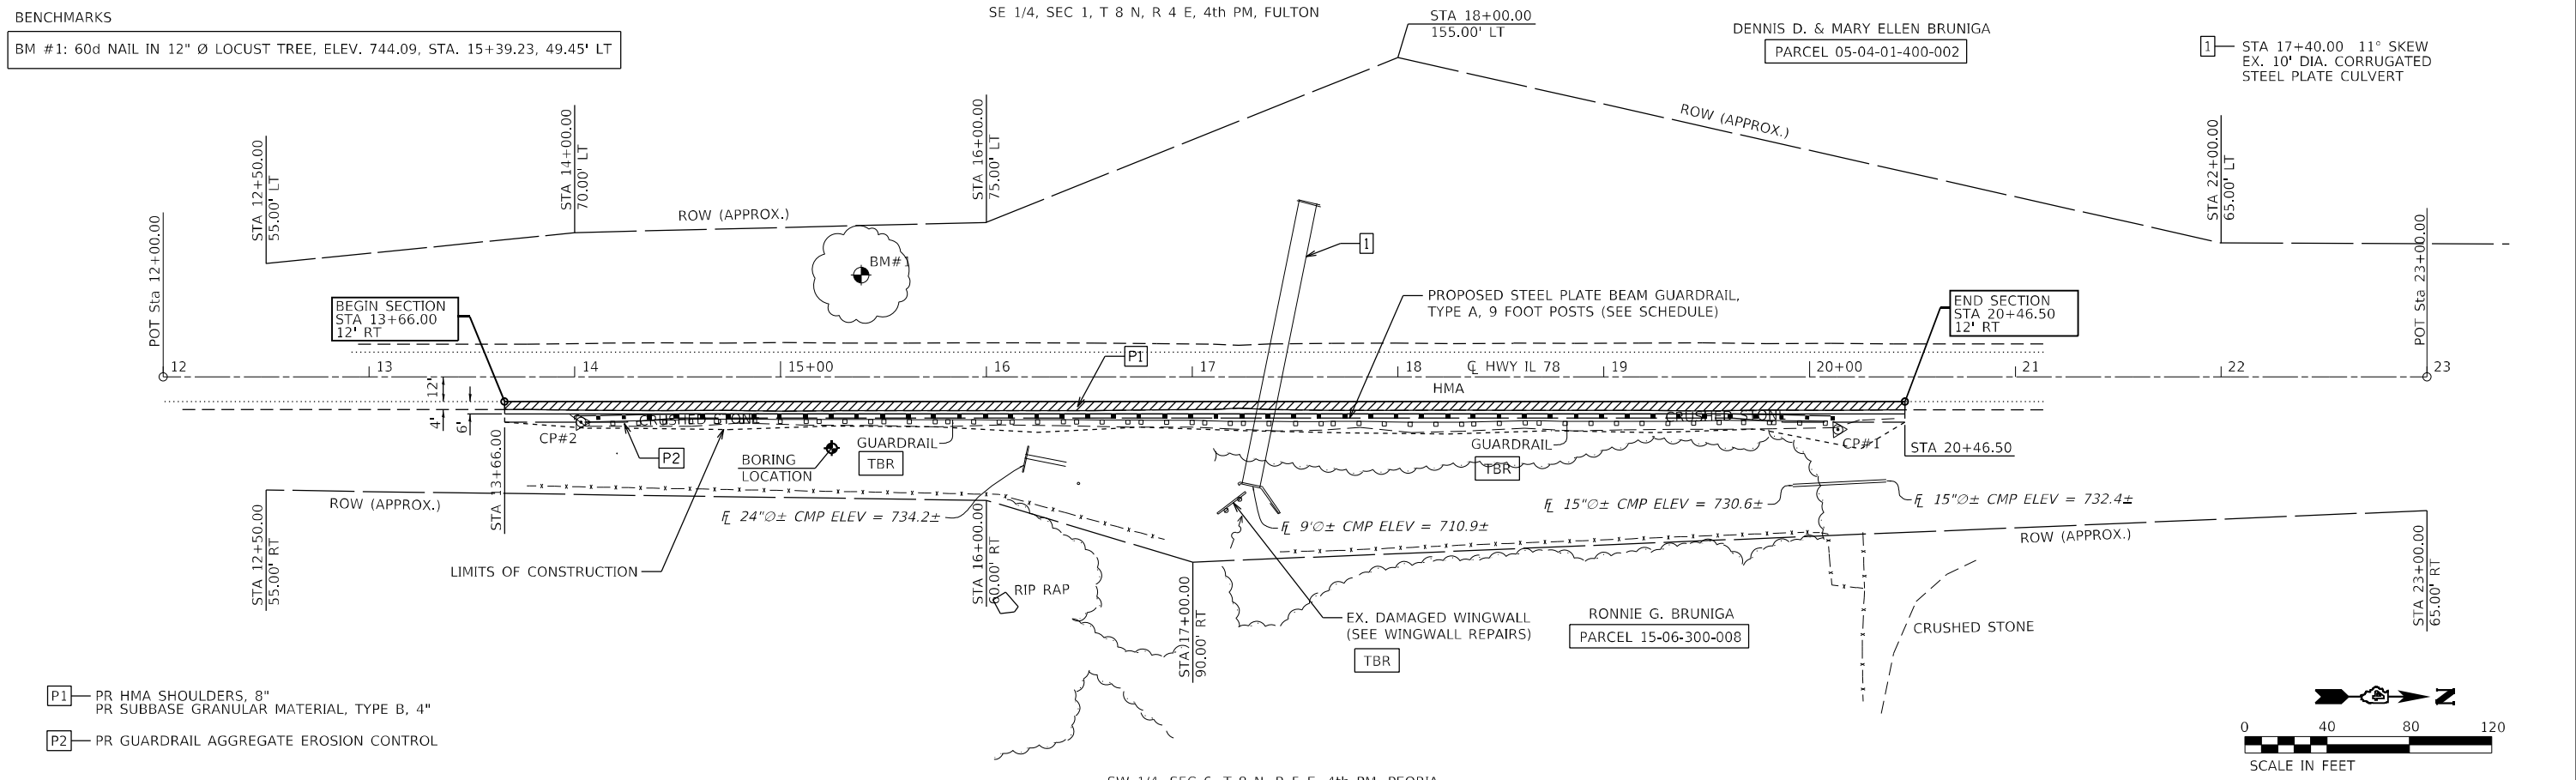 BENCHMARKS
BM #1: 60d NAIL IN 12" Ø LOCUST TREE, ELEV. 744.09, STA. 15+39.23, 49.45' LT
SE 1/4, SEC 1, T 8 N, R 4 E, 4th PM, FULTON
STA 18+00.00
155.00' LT
DENNIS D. & MARY ELLEN BRUNIGA
PARCEL 05-04-01-400-002
1
STA 17+40.00 11° SKEW
EX. 10' DIA. CORRUGATED
STEEL PLATE CULVERT
POT Sta 12+00.00
STA 12+50.00
55.00' LT
STA 14+00.00
70.00' LT
ROW (APPROX.)
STA 16+00.00
75.00' LT
ROW (APPROX.)
STA 22+00.00
65.00' LT
POT Sta 23+00.00
BM#1
1
BEGIN SECTION
STA 13+66.00
12' RT
PROPOSED STEEL PLATE BEAM GUARDRAIL,
TYPE A, 9 FOOT POSTS (SEE SCHEDULE)
END SECTION
STA 20+46.50
12' RT
P1
12
13
14
15+00
16
17
18
℄ HWY IL 78
19
20+00
21
22
23
HMA
12'
4'
6'
CRUSHED STONE
CRUSHED STONE
CP#2
P2
BORING
LOCATION
GUARDRAIL
TBR
GUARDRAIL
TBR
CP#1
STA 20+46.50
STA 13+66.00
ROW (APPROX.)
FL 24"∅± CMP ELEV = 734.2±
FL 9'∅± CMP ELEV = 710.9±
FL 15"∅± CMP ELEV = 730.6±
FL 15"∅± CMP ELEV = 732.4±
ROW (APPROX.)
STA 12+50.00
55.00' RT
LIMITS OF CONSTRUCTION
STA 16+00.00
60.00' RT
RIP RAP
STA 17+00.00
90.00' RT
EX. DAMAGED WINGWALL
(SEE WINGWALL REPAIRS)
TBR
RONNIE G. BRUNIGA
PARCEL 15-06-300-008
CRUSHED STONE
STA 23+00.00
65.00' RT
P1
PR HMA SHOULDERS, 8"
PR SUBBASE GRANULAR MATERIAL, TYPE B, 4"
P2
PR GUARDRAIL AGGREGATE EROSION CONTROL
N
0 40 80 120
SCALE IN FEET